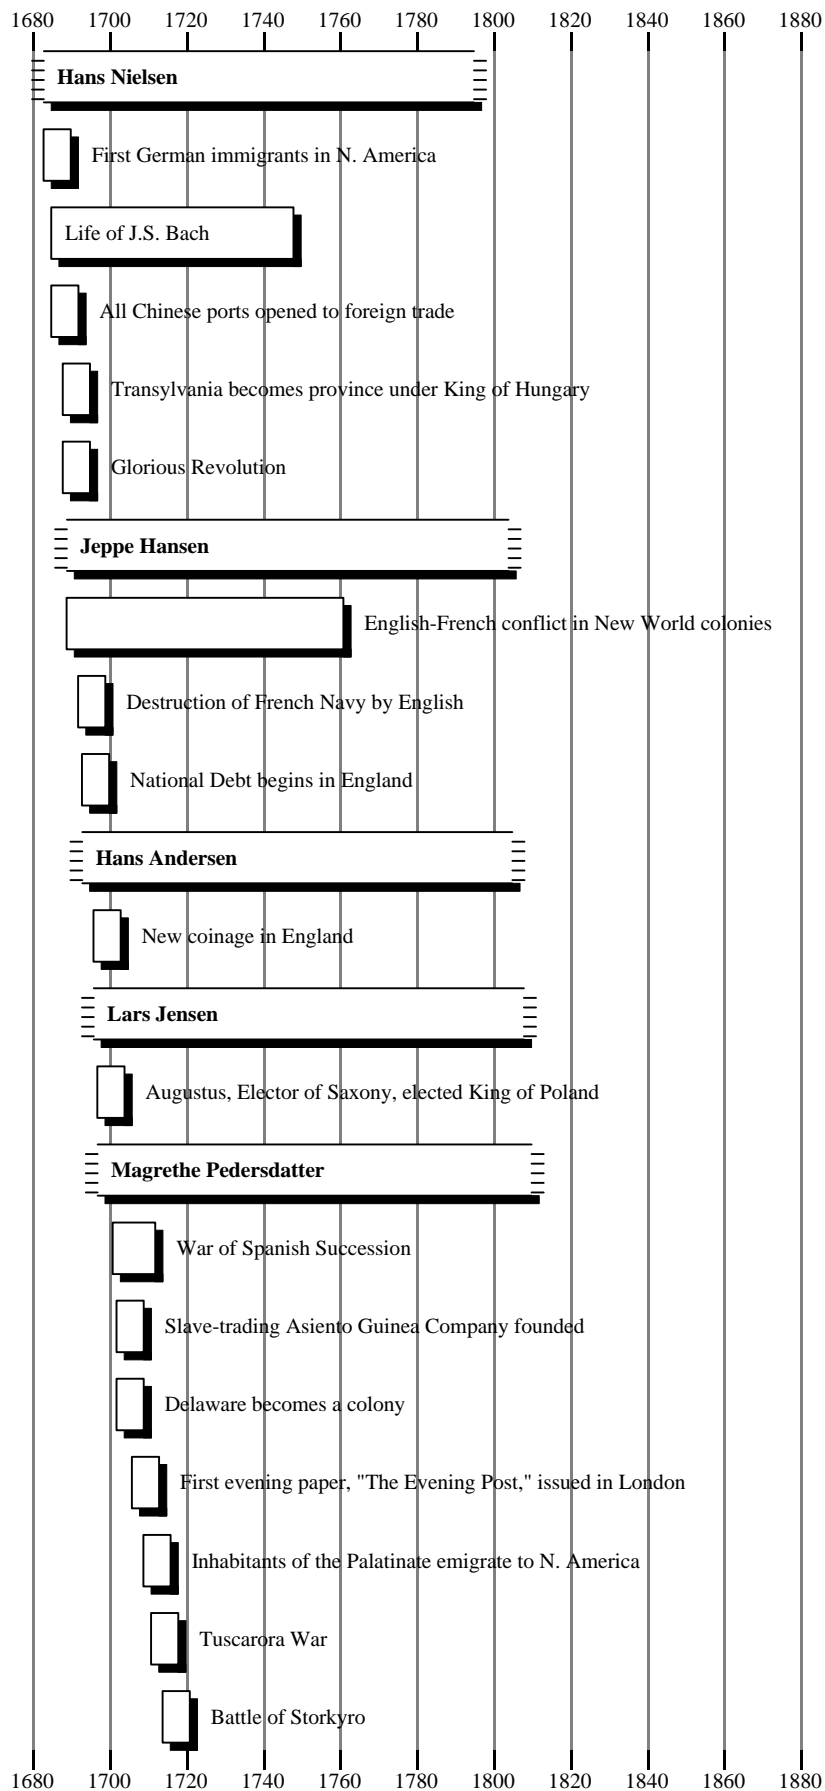 1680 1700 1720 1740 1760 1780 1800 1820 1840 1860 1880
Hans Nielsen
First German immigrants in N. America
Life of J.S. Bach
All Chinese ports opened to foreign trade
Transylvania becomes province under King of Hungary
Glorious Revolution
Jeppe Hansen
English-French conflict in New World colonies
Destruction of French Navy by English
National Debt begins in England
Hans Andersen
New coinage in England
Lars Jensen
Augustus, Elector of Saxony, elected King of Poland
Magrethe Pedersdatter
War of Spanish Succession
Slave-trading Asiento Guinea Company founded
Delaware becomes a colony
First evening paper, "The Evening Post," issued in London
Inhabitants of the Palatinate emigrate to N. America
Tuscarora War
Battle of Storkyro
1680 1700 1720 1740 1760 1780 1800 1820 1840 1860 1880